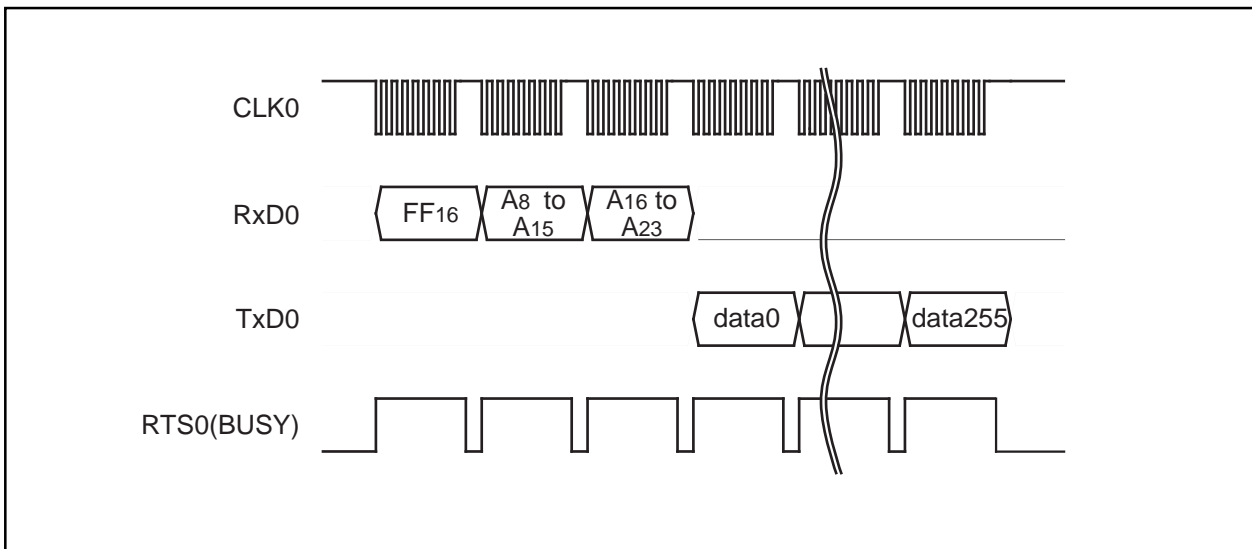 CLK0
RxD0
FF16
A8 to
A15
A16 to
A23
TxD0
data0
data255
RTS0(BUSY)